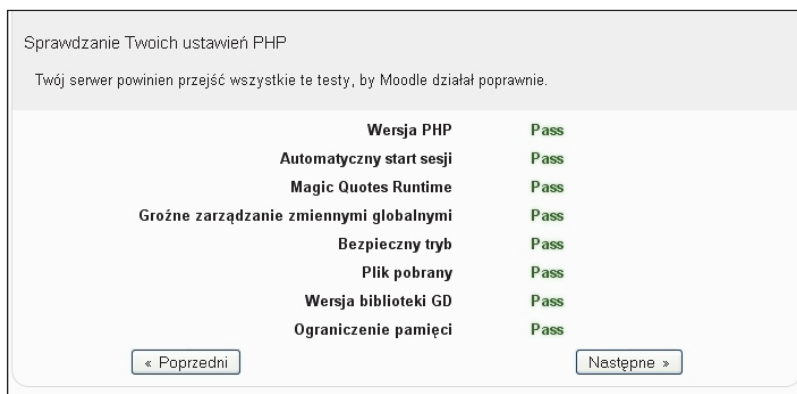 Sprawdzanie Twoich ustawień PHP
Twój serwer powinien przejść wszystkie te testy, by Moodle działał poprawnie.
Wersja PHP Pass
Automatyczny start sesji Pass
Magic Quotes Runtime Pass
Groźne zarządzanie zmiennymi globalnymi Pass
Bezpieczny tryb Pass
Plik pobrany Pass
Wersja biblioteki GD Pass
Ograniczenie pamięci Pass
« Poprzedni Następne »